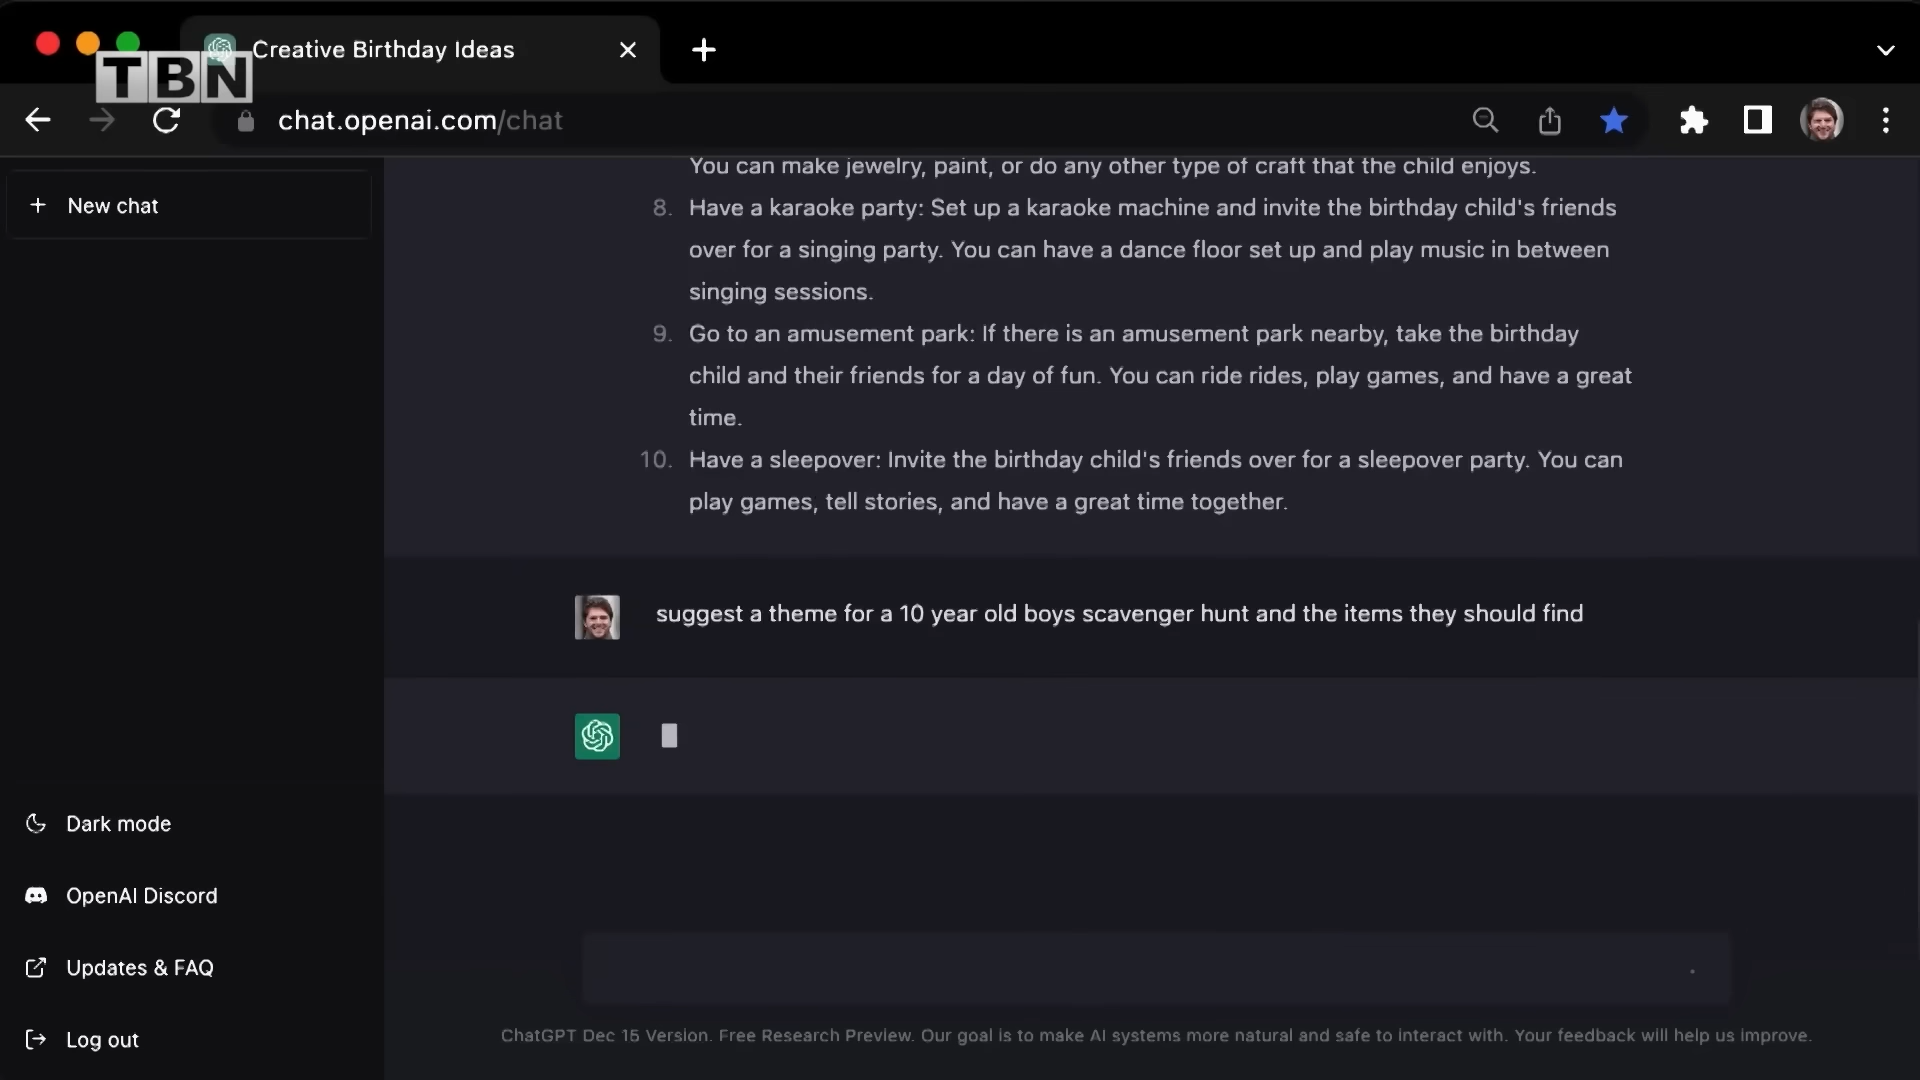 Creative Birthday Ideas
TBN
chat.openai.com/chat
New chat
You can make jewelry, paint, or do any other type of craft that the child enjoys.
8. Have a karaoke party: Set up a karaoke machine and invite the birthday child's friends
over for a singing party. You can have a dance floor set up and play music in between
singing sessions.
9. Go to an amusement park: If there is an amusement park nearby, take the birthday
child and their friends for a day of fun. You can ride rides, play games, and have a great
time.
10. Have a sleepover: Invite the birthday child's friends over for a sleepover party. You can
play games, tell stories, and have a great time together.
suggest a theme for a 10 year old boys scavenger hunt and the items they should find
Dark mode
OpenAI Discord
Updates & FAQ
Log out
ChatGPT Dec 15 Version. Free Research Preview. Our goal is to make AI systems more natural and safe to interact with. Your feedback will help us improve.